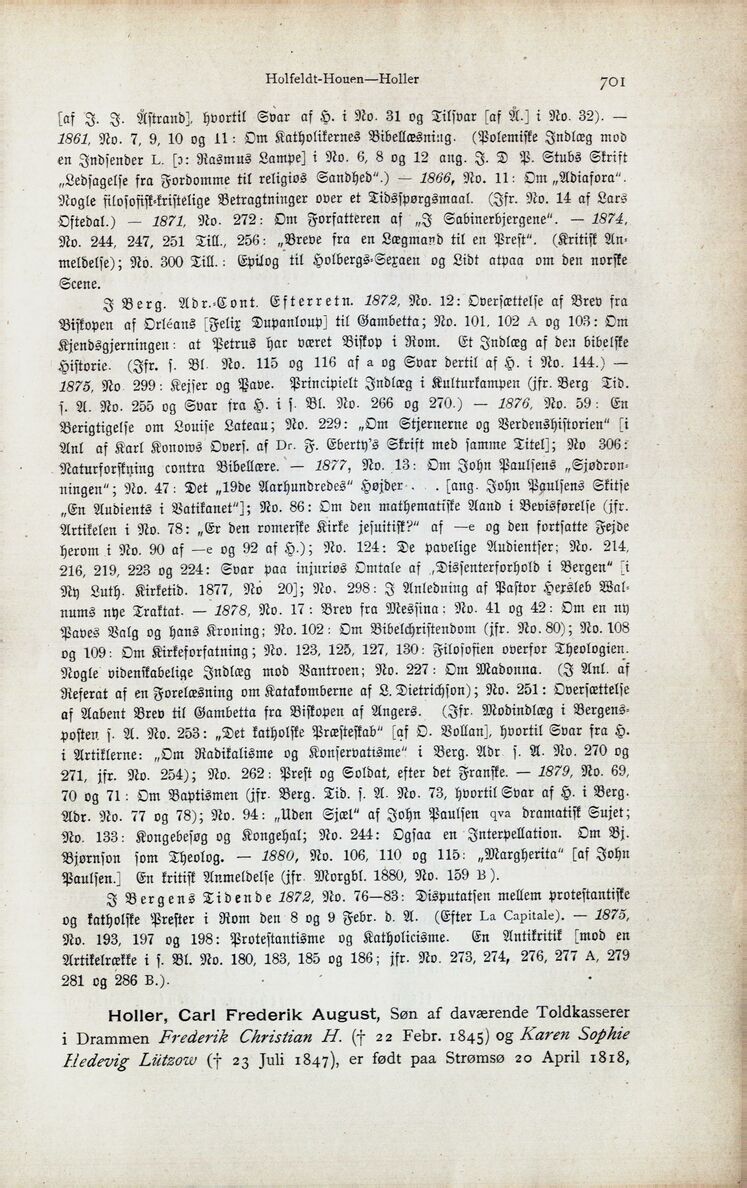 Holfeldt-Houen—Holler 701
[af J. J. Åstrand], hvortil Svar af H. i No. 31 og Tilsvar [af Å.] i No. 32). —
1861, No. 7, 9, 10 og 11: Om Katholikernes Bibellæsning. (Polemiske Indlæg mod
en Indsender L. [ɔ: Rasmus Lampe] i No. 6, 8 og 12 ang. J. D P. Stubs Skrift
„Ledsagelse fra Fordomme til religiøs Sandhed“.) — 1866, No. 11: Om „Adiafora“.
Nogle filosofisk-kristelige Betragtninger over et Tidsspørgsmaal. (Jfr. No. 14 af Lars
Oftedal.) — 1871, No. 272: Om Forfatteren af „I Sabinerbjergene“. — 1874,
No. 244, 247, 251 Till., 256: „Breve fra en Lægmand til en Prest“. (Kritisk An-
meldelse); No. 300 Till.: Epilog til Holbergs-Sexaen og Lidt atpaa om den norske
Scene.
I Berg. Adr.-Cont. Efterretn. 1872, No. 12: Oversættelse af Brev fra
Biskopen af Orléans [Felix Dupanloup] til Gambetta; No. 101, 102 A og 103: Om
Kjendsgjerningen: at Petrus har været Biskop i Rom. Et Indlæg af den bibelske
Historie. (Jfr. s. Bl. No. 115 og 116 af a og Svar dertil af H. i No. 144.) —
1875, No. 299: Kejser og Pave. Principielt Indlæg i Kulturkampen (jfr. Berg Tid.
s. A. No. 255 og Svar fra H. i s. Bl. No. 266 og 270.) — 1876, No. 59: En
Berigtigelse om Louise Lateau; No. 229: „Om Stjernerne og Verdenshistorien“ [i
Anl af Karl Konows Overs. af Dr. F. Eberty's Skrift med samme Titel]; No 306:
Naturforskning contra Bibellære. — 1877, No. 13: Om John Paulsens „Sjødron-
ningen“; No. 47: Det „19de Aarhundredes“ Højder . . . [ang. John Paulsens Skitse
„En Audients i Vatikanet“]; No. 86: Om den mathematiske Aand i Bevisførelse (jfr.
Artikelen i No. 78: „Er den romerske Kirke jesuitisk?“ af —e og den fortsatte Fejde
herom i No. 90 af —e og 92 af H.); No. 124: De pavelige Audientser; No. 214,
216, 219, 223 og 224: Svar paa injuriøs Omtale af „Dissenterforhold i Bergen“ [i
Ny Luth. Kirketid. 1877, No 20]; No. 298: I Anledning af Pastor Hersleb Wal-
nums nye Traktat. — 1878, No. 17: Brev fra Messina; No. 41 og 42: Om en ny
Paves Valg og hans Kroning; No. 102: Om Bibelchristendom (jfr. No. 80); No. 108
og 109: Om Kirkeforfatning; No. 123, 125, 127, 130: Filosofien overfor Theologien.
Nogle videnskabelige Indlæg mod Vantroen; No. 227: Om Madonna. (I Anl. af
Referat af en Forelæsning om Katakomberne af L. Dietrichson); No. 251: Oversættelse
af Aabent Brev til Gambetta fra Biskopen af Angers. (Jfr. Modindlæg i Bergens-
posten s. A. No. 253: „Det katholske Præsteskab“ [af O. Vollan], hvortil Svar fra H.
i Artiklerne: „Om Radikalisme og Konservatisme“ i Berg. Adr s. A. No. 270 og
271, jfr. No. 254); No. 262: Prest og Soldat, efter det Franske. — 1879, No. 69,
70 og 71: Om Baptismen (jfr. Berg. Tid. s. A. No. 73, hvortil Svar af H. i Berg.
Adr. No. 77 og 78); No. 94: „Uden Sjæl“ af John Paulsen qva dramatisk Sujet;
No. 133: Kongebesøg og Kongehal; No. 244: Ogsaa en Interpellation. Om Bj.
Bjørnson som Theolog. — 1880, No. 106, 110 og 115: „Margherita“ [af John
Paulsen.] En kritisk Anmeldelse (jfr. Morgbl. 1880, No. 159 B).
I Bergens Tidende 1872, No. 76—83: Disputatsen mellem protestantiske
og katholske Prester i Rom den 8 og 9 Febr. d. A. (Efter La Capitale). — 1875,
No. 193, 197 og 198: Protestantisme og Katholicisme. En Antikritik [mod en
Artikelrække i s. Bl. No. 180, 183, 185 og 186; jfr. No. 273, 274, 276, 277 A, 279
281 og 286 B.).
Holler, Carl Frederik August, Søn af daværende Toldkasserer
i Drammen Frederik Christian H. († 22 Febr. 1845) og Karen Sophie
Hedevig Lützow († 23 Juli 1847), er født paa Strømsø 20 April 1818,